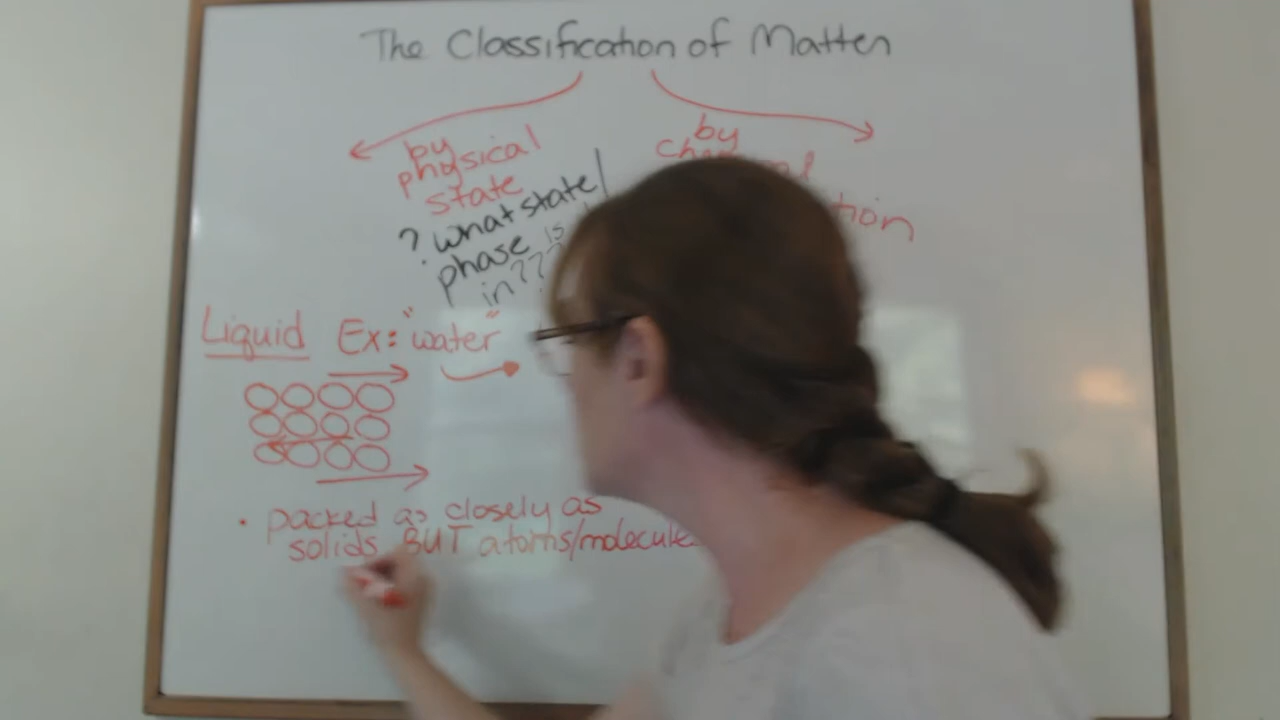 The Classification of Matter
by
physical
state
? what state/
phase is
in???
by
Liquid Ex: "water"
• packed as closely as
solids BUT atoms/molecules